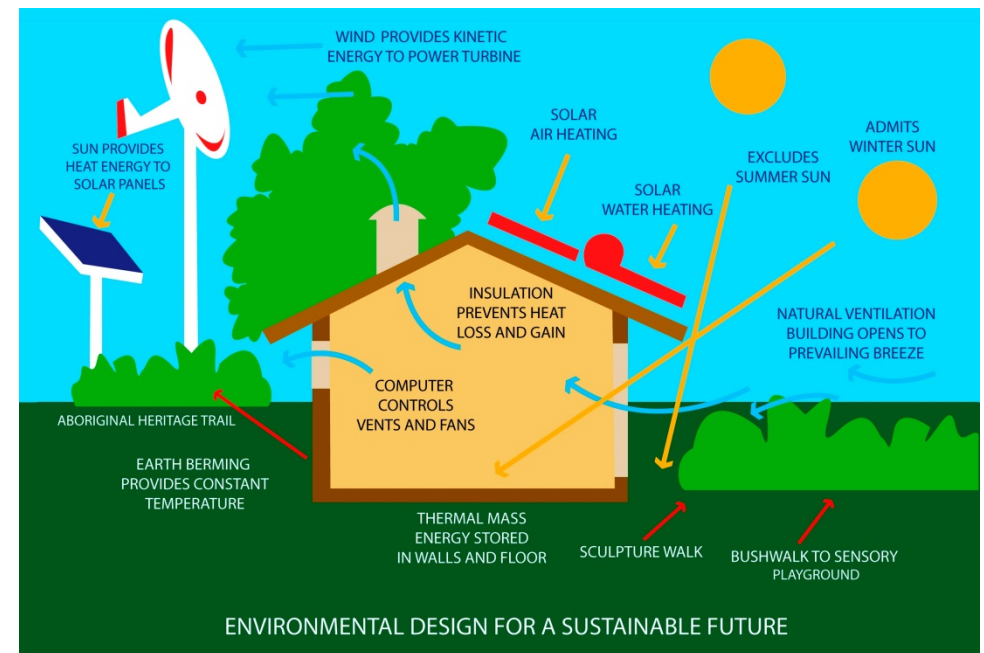 WIND PROVIDES KINETIC
ENERGY TO POWER TURBINE
SUN PROVIDES
HEAT ENERGY TO
SOLAR PANELS
SOLAR
AIR HEATING
SOLAR
WATER HEATING
EXCLUDES
SUMMER SUN
ADMITS
WINTER SUN
INSULATION
PREVENTS HEAT
LOSS AND GAIN
NATURAL VENTILATION
BUILDING OPENS TO
PREVAILING BREEZE
COMPUTER
CONTROLS
VENTS AND FANS
ABORIGINAL HERITAGE TRAIL
EARTH BERMING
PROVIDES CONSTANT
TEMPERATURE
THERMAL MASS
ENERGY STORED
IN WALLS AND FLOOR
SCULPTURE WALK
BUSHWALK TO SENSORY
PLAYGROUND
ENVIRONMENTAL DESIGN FOR A SUSTAINABLE FUTURE